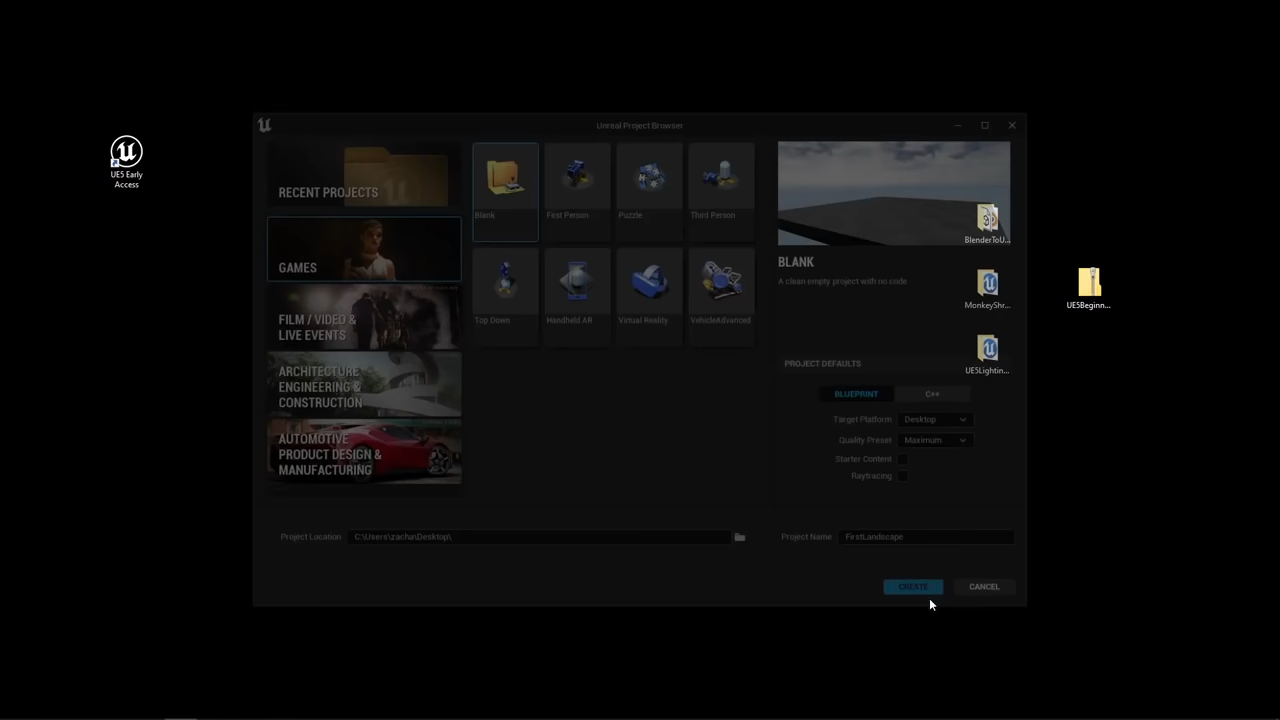 UE5 Early
Access
Unreal Project Browser
RECENT PROJECTS
GAMES
FILM / VIDEO &
LIVE EVENTS
ARCHITECTURE
ENGINEERING &
CONSTRUCTION
AUTOMOTIVE
PRODUCT DESIGN &
MANUFACTURING
Blank
First Person
Puzzle
Third Person
Top Down
Handheld AR
Virtual Reality
VehicleAdvanced
BLANK
A clean empty project with no code.
PROJECT DEFAULTS
BLUEPRINT
C++
Target Platform
Desktop
Quality Preset
Maximum
Starter Content
Raytracing
Project Location
C:\Users\zacha\Desktop\
Project Name
FirstLandscape
CREATE
CANCEL
BlenderToU...
MonkeyShr...
UE5Lightin...
UE5Beginn...